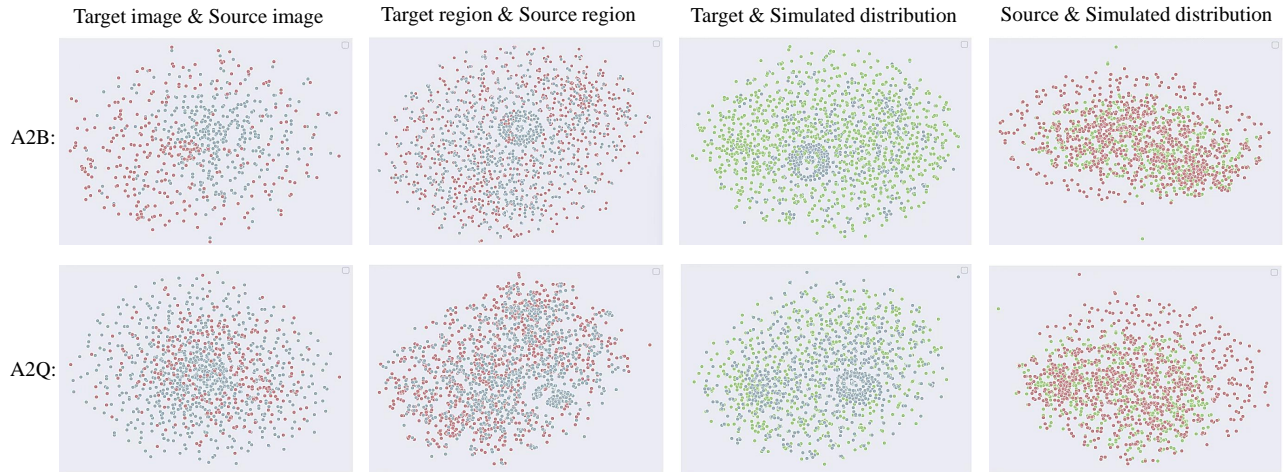 Target image & Source image
Target region & Source region
Target & Simulated distribution
Source & Simulated distribution
A2B:
A2Q: